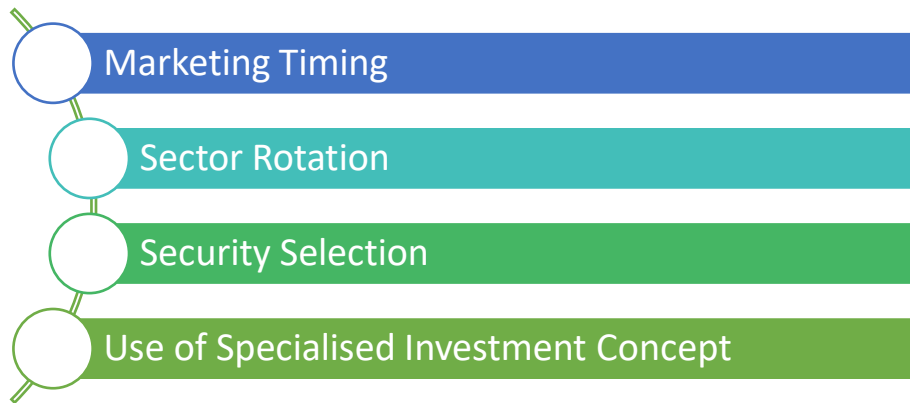 Marketing Timing
Sector Rotation
Security Selection
Use of Specialised Investment Concept